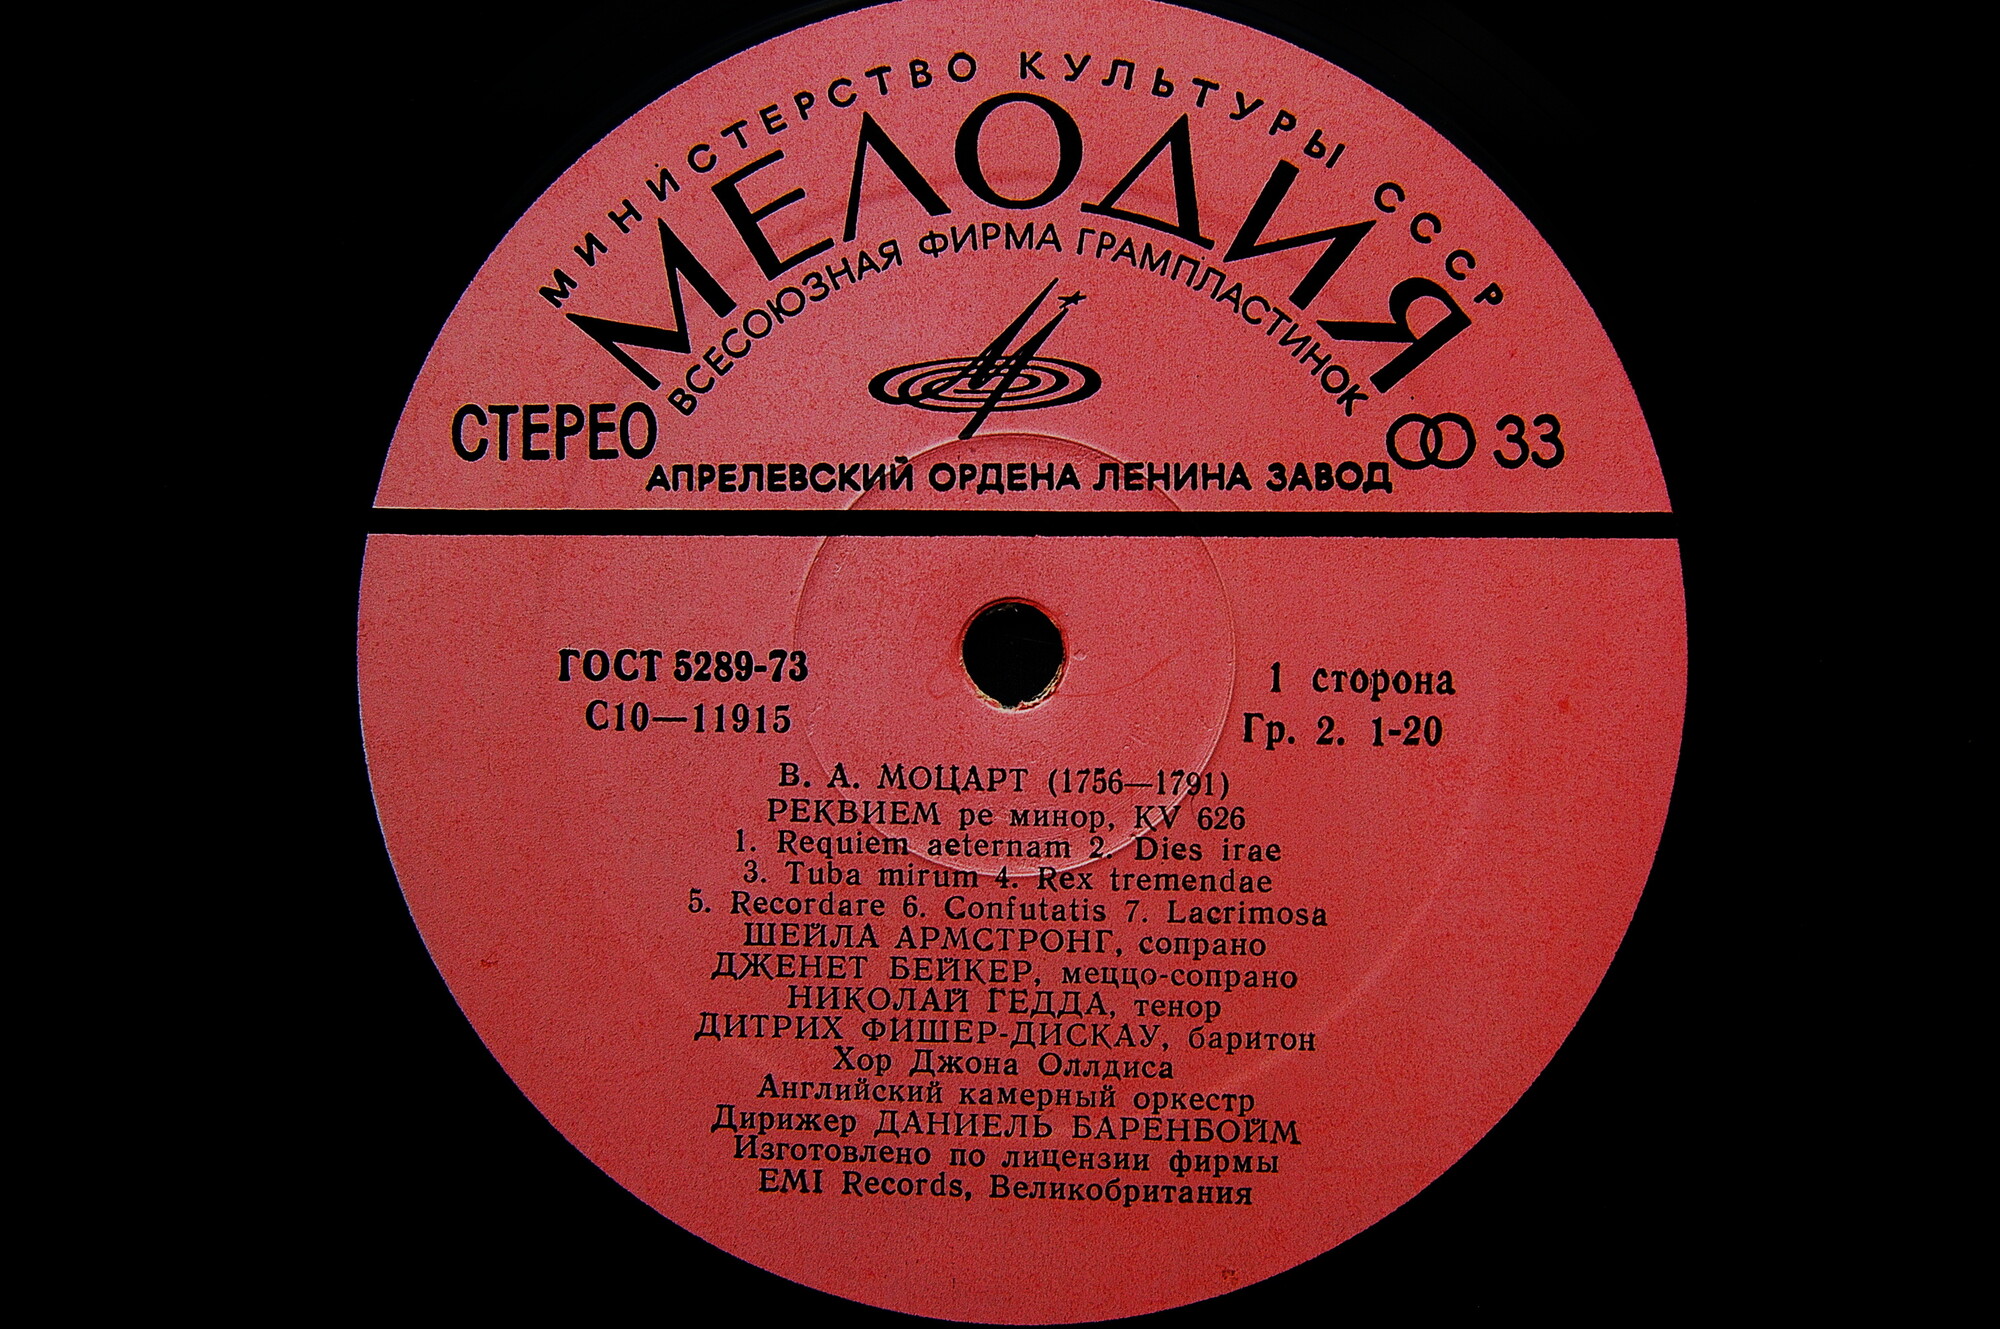 МИНИСТЕРСТВО КУЛЬТУРЫ СССР
МЕЛОДИЯ
ВСЕСОЮЗНАЯ ФИРМА ГРАМПЛАСТИНОК
СТЕРЕО
33
АПРЕЛЕВСКИЙ ОРДЕНА ЛЕНИНА ЗАВОД
ГОСТ 5289-73
С10—11915
1 сторона
Гр. 2. 1-20
В. А. МОЦАРТ (1756—1791)
РЕКВИЕМ ре минор, KV 626
1. Requiem aeternam 2. Dies irae
3. Tuba mirum 4. Rex tremendae
5. Recordare 6. Confutatis 7. Lacrimosa
ШЕЙЛА АРМСТРОНГ, сопрано
ДЖЕНЕТ БЕЙКЕР, меццо-сопрано
НИКОЛАЙ ГЕДДА, тенор
ДИТРИХ ФИШЕР-ДИСКАУ, баритон
Хор Джона Оллдиса
Английский камерный оркестр
Дирижер ДАНИЕЛЬ БАРЕНБОЙМ
Изготовлено по лицензии фирмы
EMI Records, Великобритания